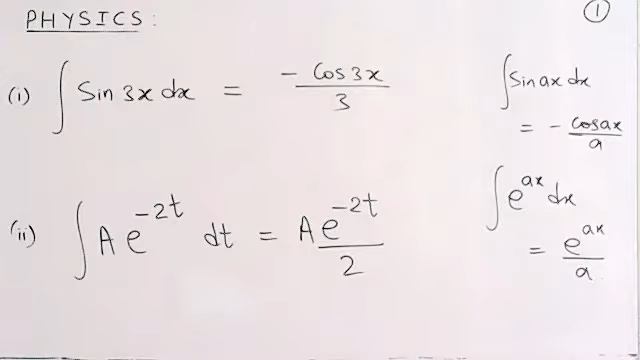 PHYSICS:
1
(i) ∫ Sin 3x dx = -cos 3x / 3
∫ Sin ax dx
= - cos ax / a
(ii) ∫ A e^{-2t} dt = A e^{-2t} / 2
∫ e^{ax} dx
= e^{ax} / a